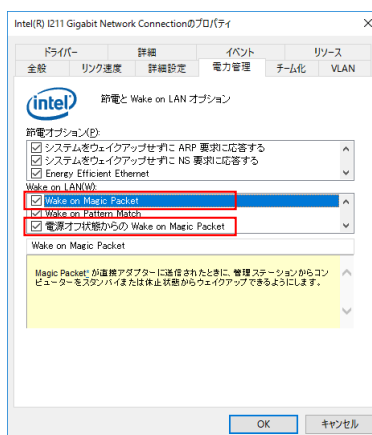 Intel(R) I211 Gigabit Network Connectionのプロパティ
ドライバー 詳細 イベント リソース
全般 リンク速度 詳細設定 電力管理 チーム化 VLAN
intel 節電と Wake on LAN オプション
節電オプション(P):
システムをウェイクアップせずに ARP 要求に応答する
システムをウェイクアップせずに NS 要求に応答する
Energy Efficient Ethernet
Wake on LAN(W):
Wake on Magic Packet
Wake on Pattern Match
電源オフ状態からの Wake on Magic Packet
Wake on Magic Packet
Magic Packet* が直接アダプターに送信されたときに、管理ステーションからコン
ピューターをスタンバイまたは休止状態からウェイクアップできるようにします。
OK キャンセル